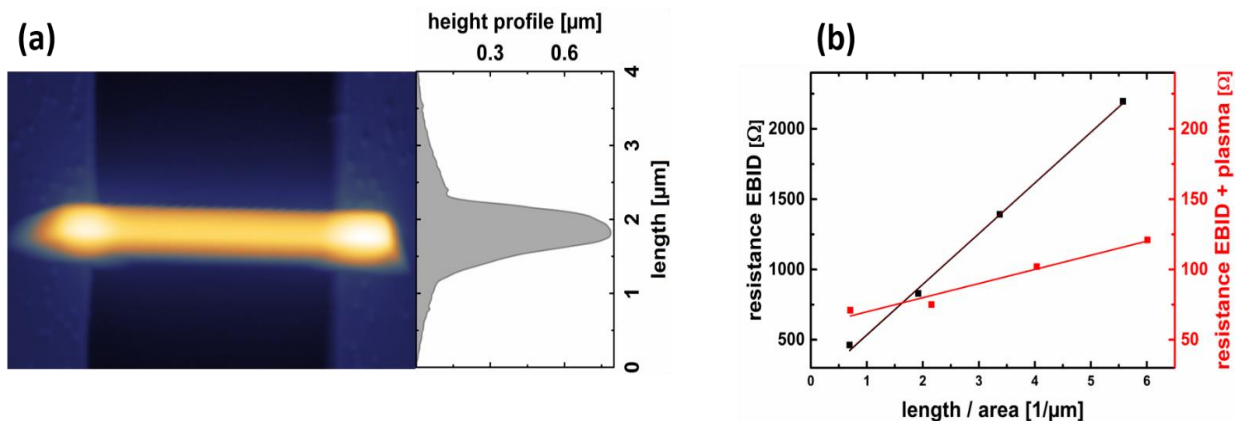 (a)
height profile [µm]
0.3 0.6
4
3
2
1
0
length [µm]
(b)
resistance EBID [Ω]
2000
1500
1000
500
0 1 2 3 4 5 6
length / area [1/µm]
200
150
100
50
resistance EBID + plasma [Ω]